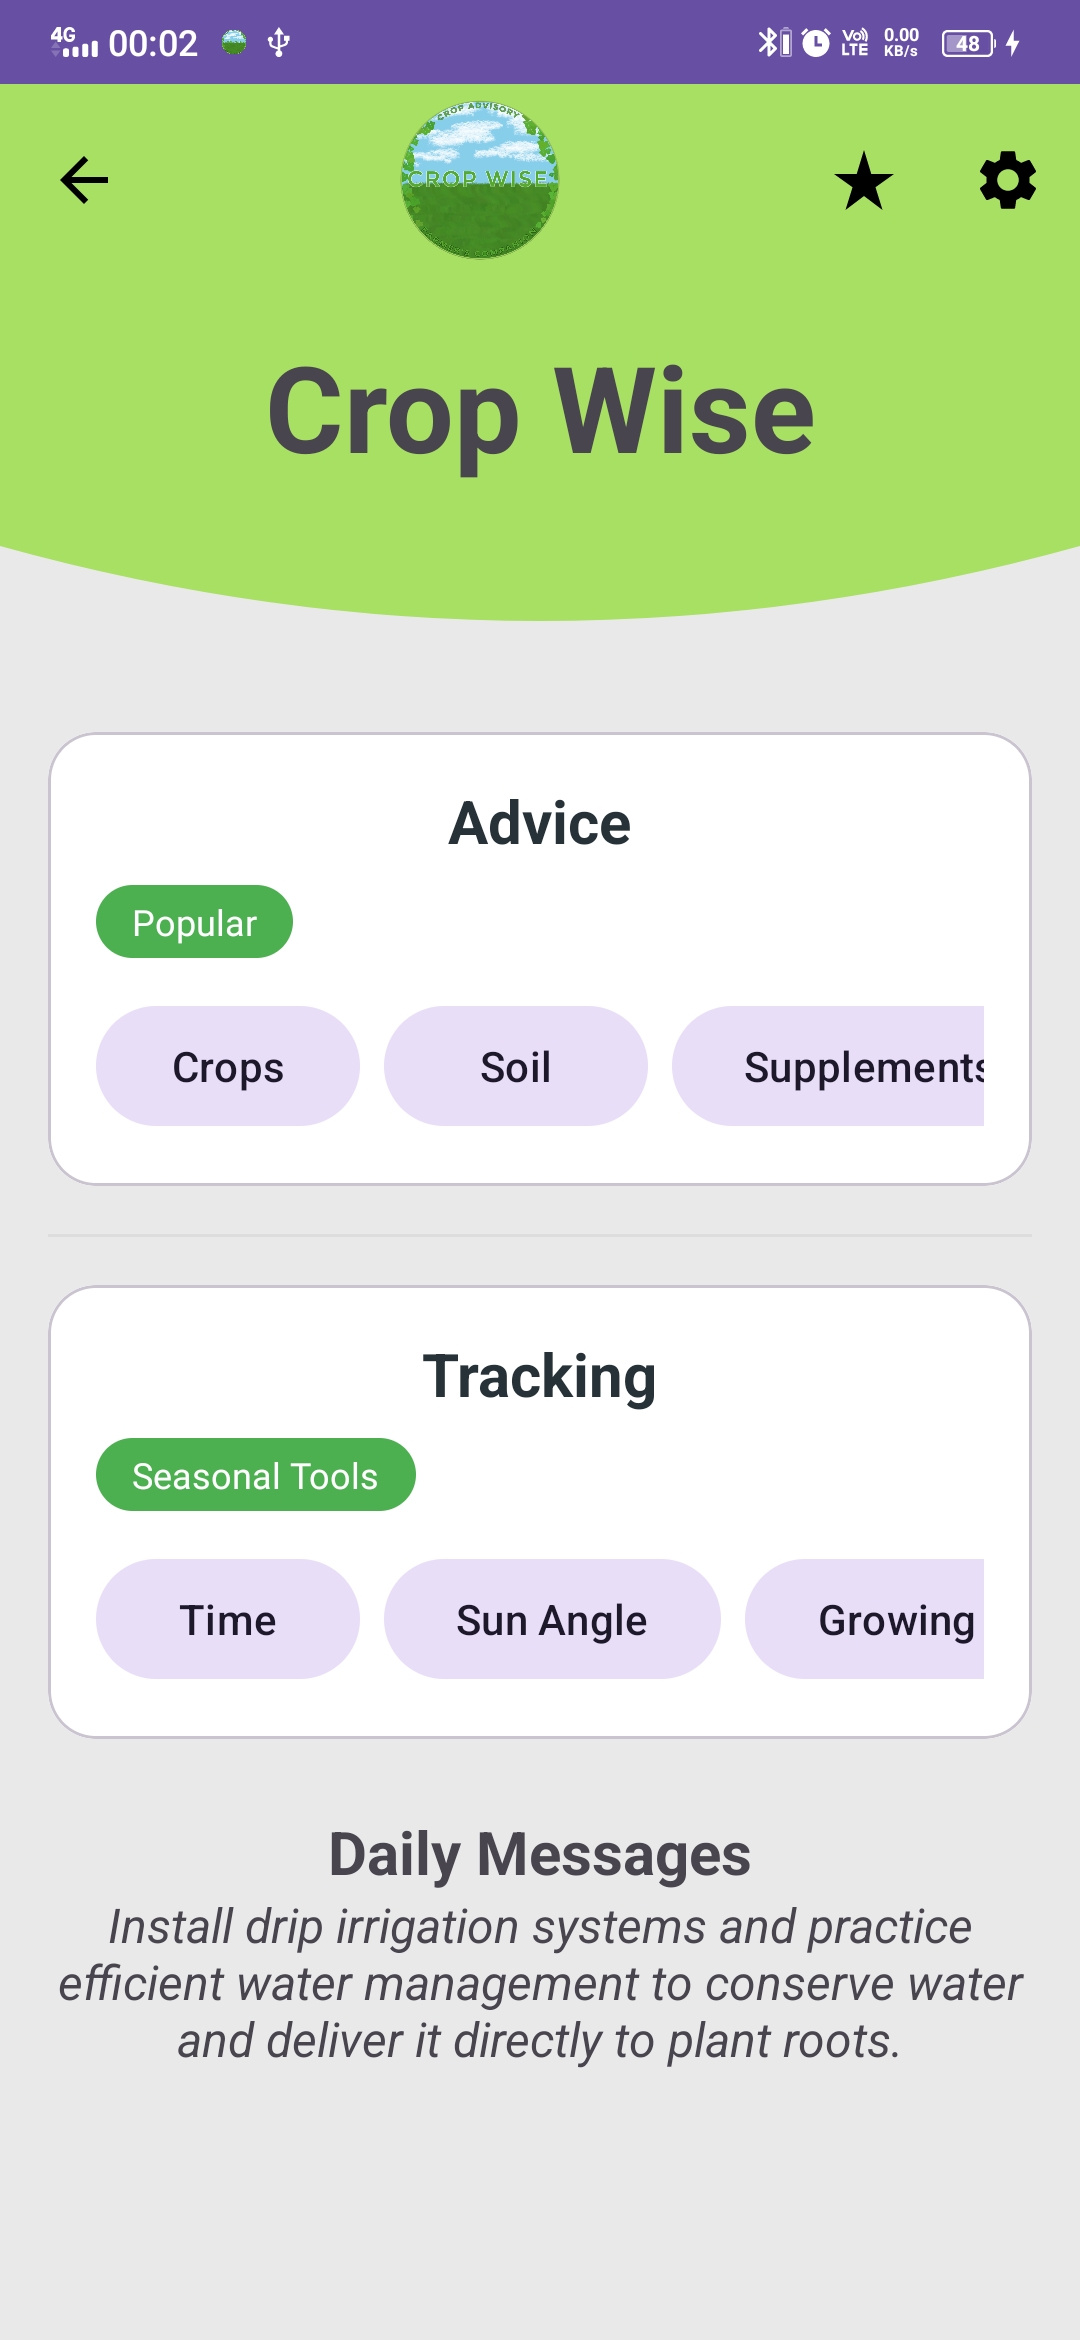 4G 00:02 Vo) LTE 0.00 KB/s 48
CROP ADVISORY
CROP WISE
Crop Wise
Advice
Popular
Crops Soil Supplements
Tracking
Seasonal Tools
Time Sun Angle Growing
Daily Messages
Install drip irrigation systems and practice
efficient water management to conserve water
and deliver it directly to plant roots.